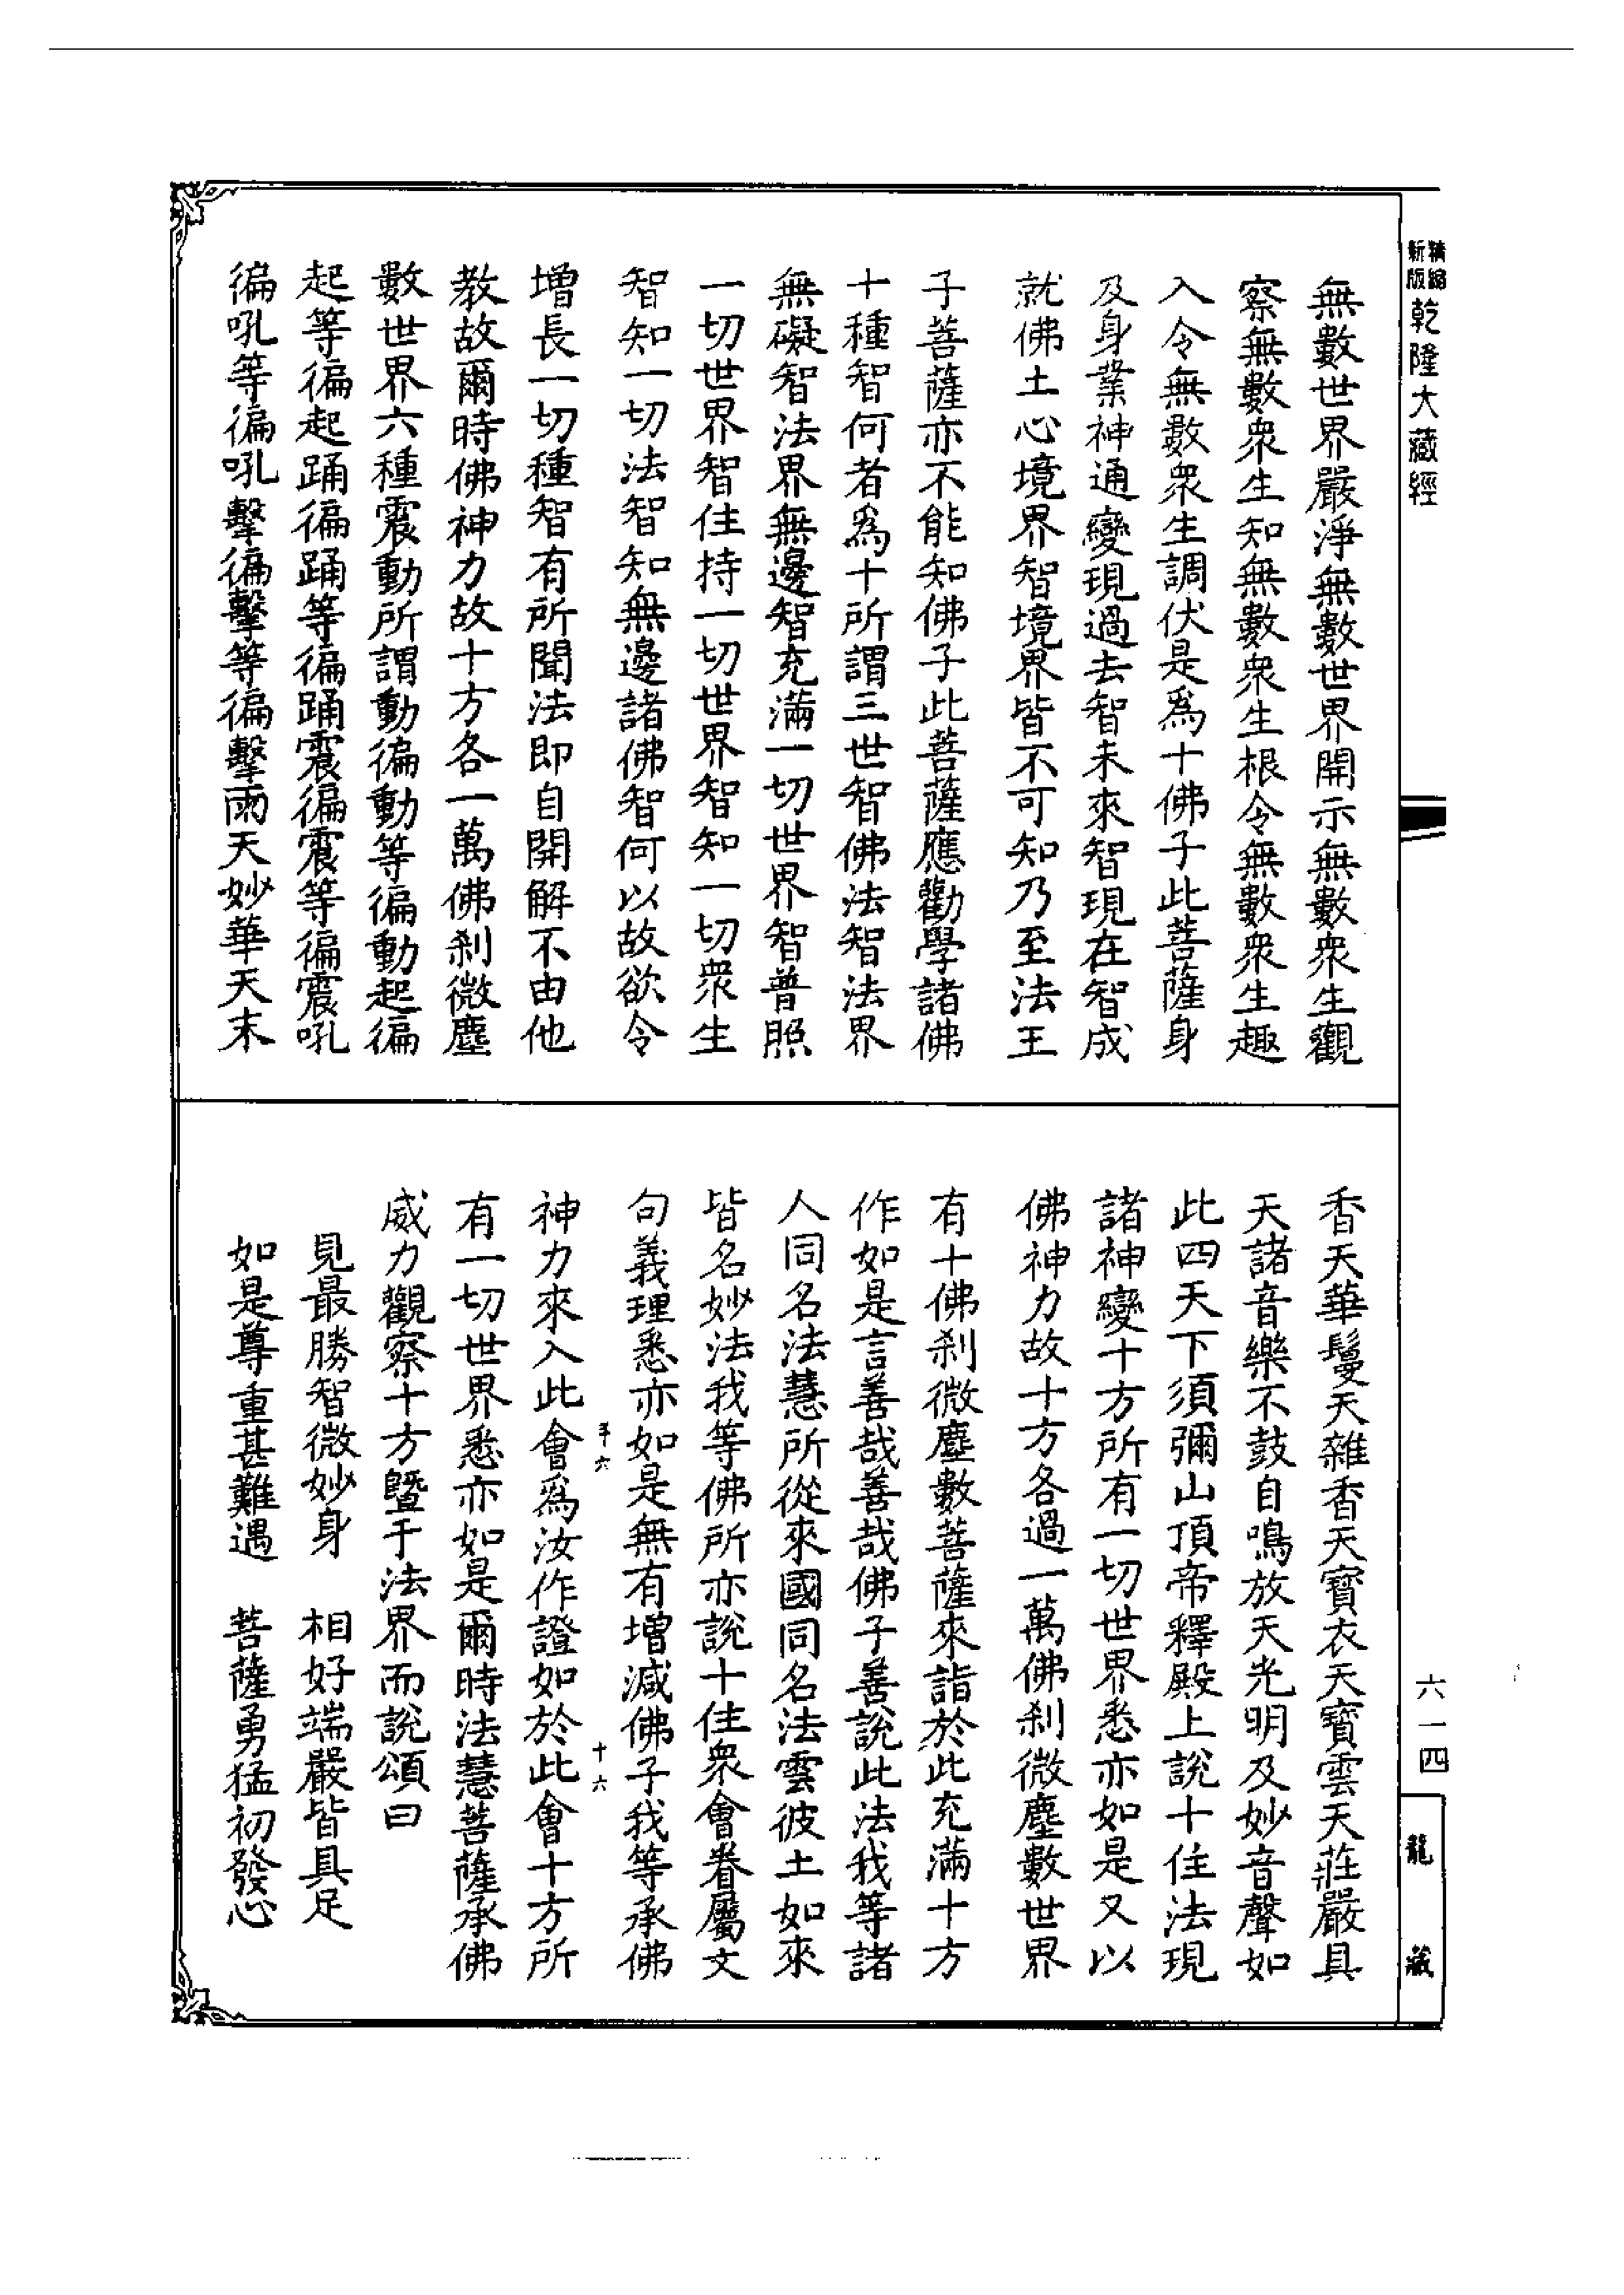 精縮新版 乾隆大藏經
無數世界嚴淨無數世界開示無數衆生觀
察無數衆生知無數衆生根令無數衆生趣
入令無數衆生調伏是爲十佛子此菩薩身
及身業神通變現過去智未來智現在智成
就佛土心境界智境界皆不可知乃至法王
子菩薩亦不能知佛子此菩薩應勸學諸佛
十種智何者爲十所謂三世智佛法智法界
無礙智法界無邊智充滿一切世界智普照
一切世界智住持一切世界智知一切衆生
智知一切法智知無邊諸佛智何以故欲令
增長一切種智有所聞法即自開解不由他
教故爾時佛神力故十方各一萬佛刹微塵
數世界六種震動所謂動徧動等徧動起徧
起等徧起踊徧踊等徧踊震徧震等徧震吼
徧吼等徧吼擊徧擊等徧擊雨天妙華天末
香天華鬘天雜香天寶衣天寶雲天莊嚴具
天諸音樂不鼓自鳴放天光明及妙音聲如
此四天下須彌山頂帝釋殿上說十住法現
諸神變十方所有一切世界悉亦如是又以
佛神力故十方各過一萬佛刹微塵數世界
有十佛刹微塵數菩薩來詣於此充滿十方
作如是言善哉善哉佛子善說此法我等諸
人同名法慧所從來國同名法雲彼土如來
皆名妙法我等佛所亦說十住衆會眷屬文
句義理悉亦如是無有增減佛子我等承佛
神力來入此會爲汝作證如於此會十方所
有一切世界悉亦如是爾時法慧菩薩承佛
威力觀察十方暨于法界而說頌曰
見最勝智微妙身　相好端嚴皆具足
如是尊重甚難遇　菩薩勇猛初發心
六
十六
六一四
龍藏